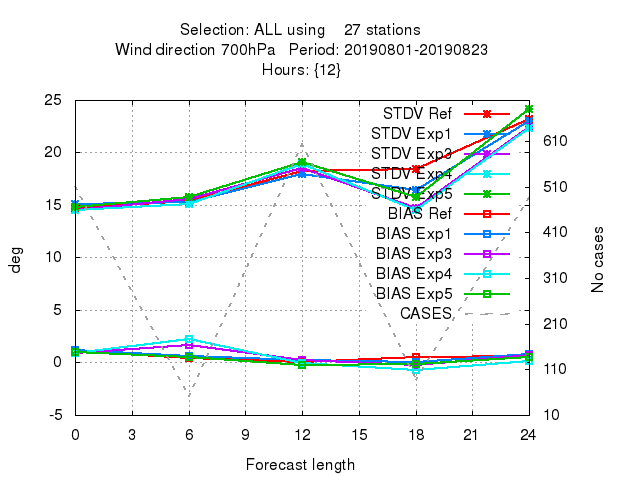 Selection: ALL using 27 stations
Wind direction 700hPa Period: 20190801-20190823
Hours: {12}
25
20
15
10
5
0
-5
deg
STDV Ref
STDV Exp1
STDV Exp3
STDV Exp4
STDV Exp5
BIAS Ref
BIAS Exp1
BIAS Exp3
BIAS Exp4
BIAS Exp5
CASES
610
510
410
310
210
110
10
No cases
0 3 6 9 12 15 18 21 24
Forecast length